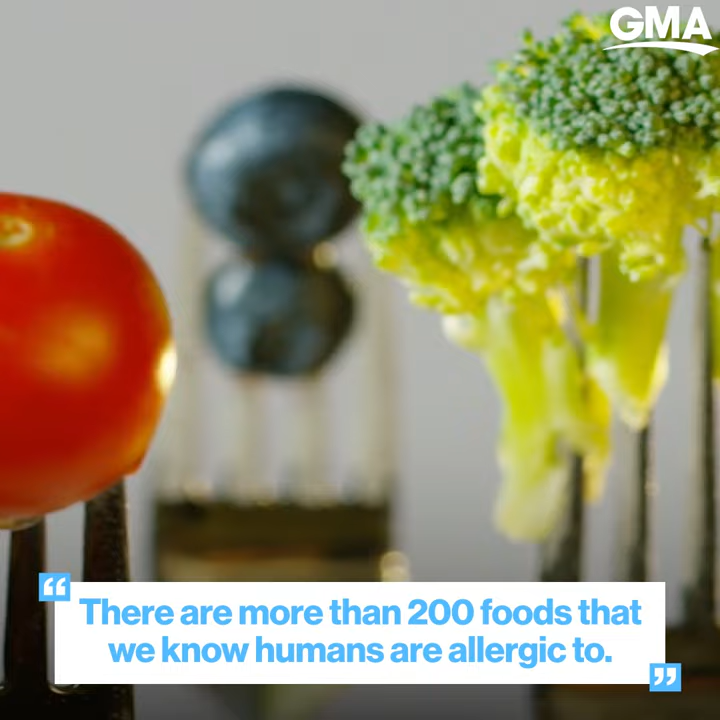 GMA
“There are more than 200 foods that
we know humans are allergic to.”